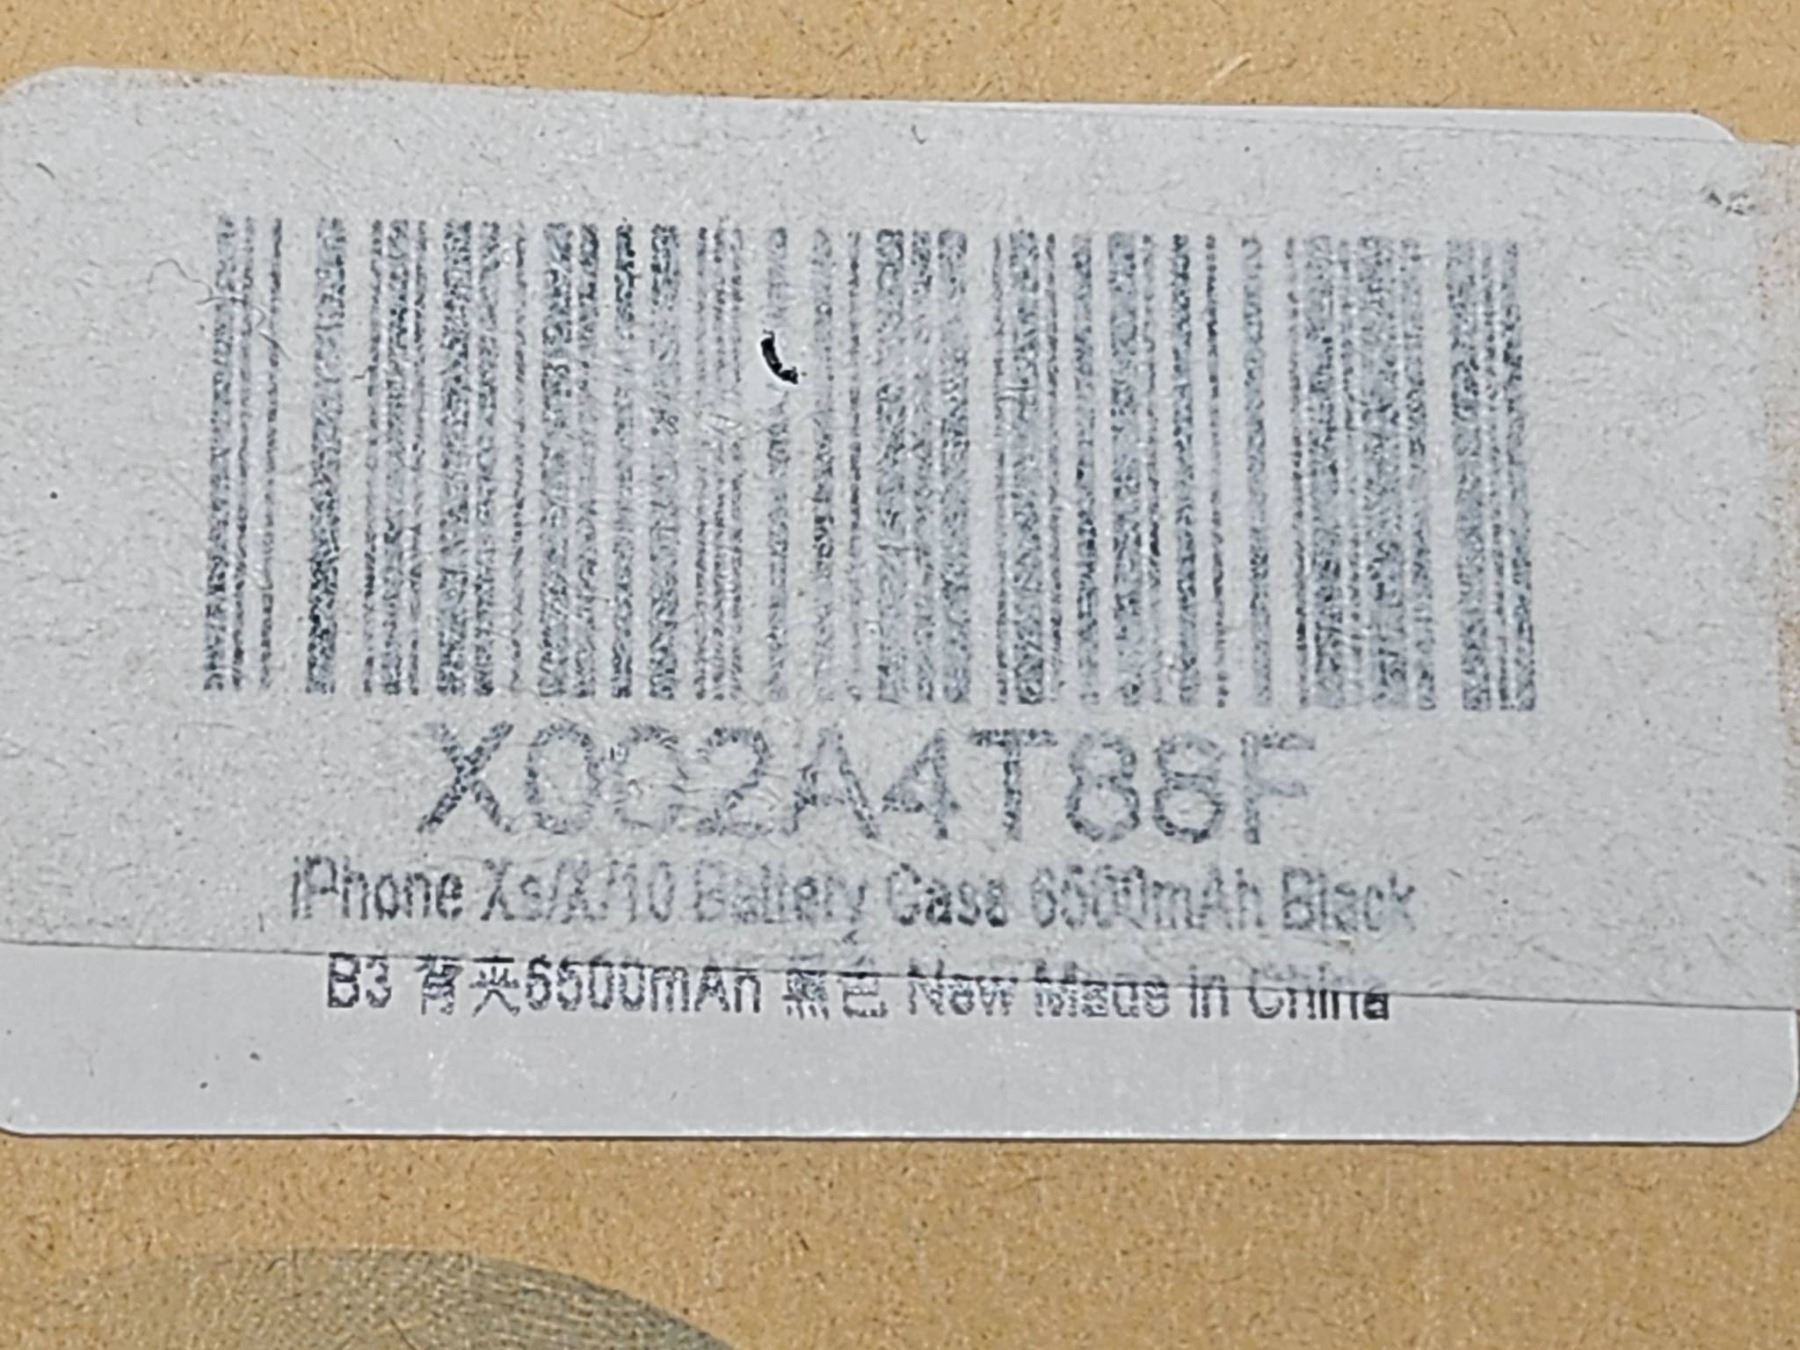 X002A4T88F
iPhone Xs/X/10 Battery Case 6500mAh Black
B3 背夹6500mAh 黑色 New Made in China